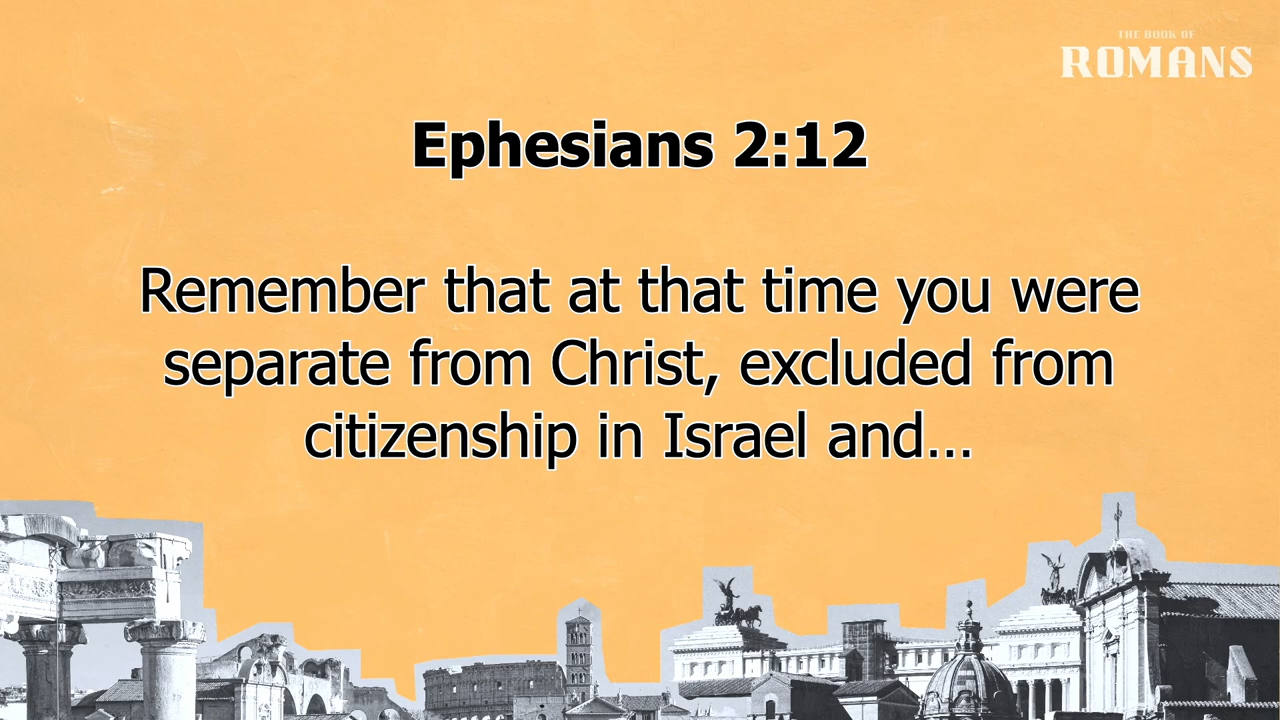 THE BOOK OF
ROMANS
Ephesians 2:12
Remember that at that time you were
separate from Christ, excluded from
citizenship in Israel and...